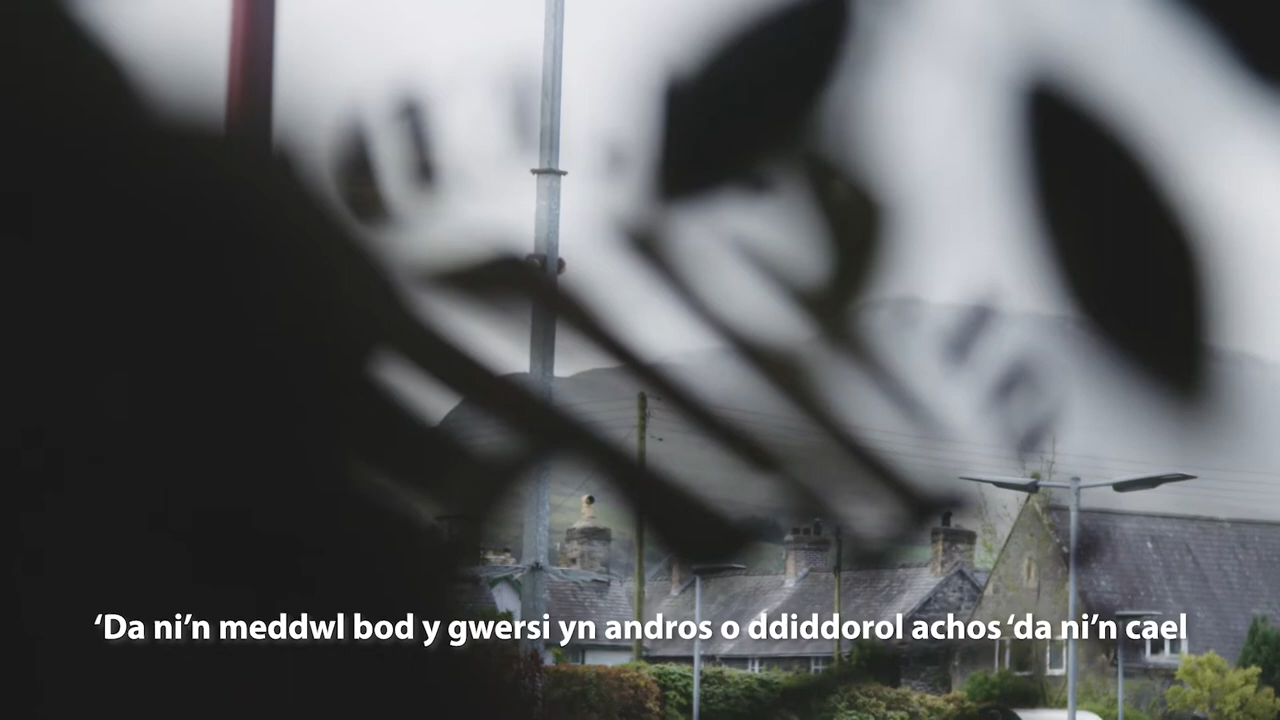 ‘Da ni’n meddwl bod y gwersi yn andros o ddiddorol achos ‘da ni’n cael